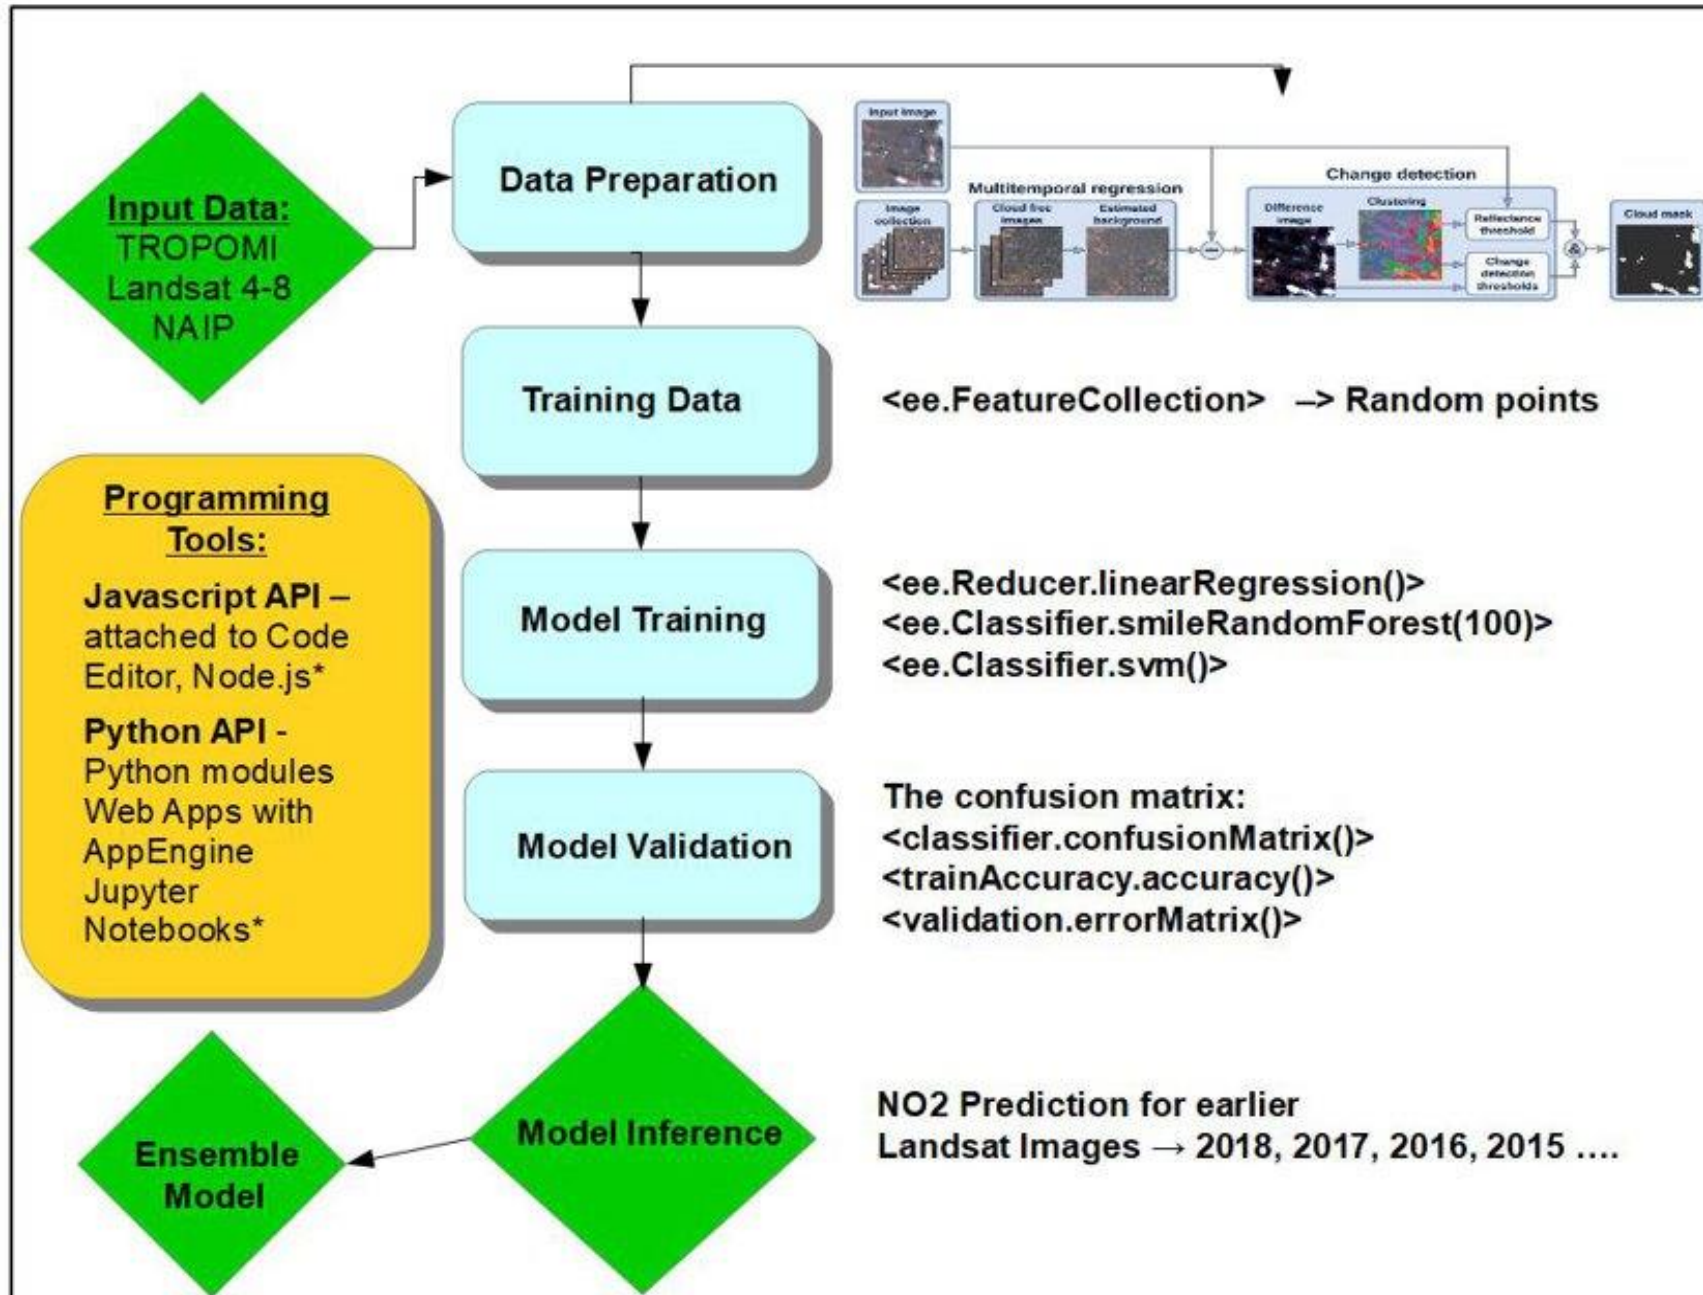 Input Data:
TROPOMI
Landsat 4-8
NAIP
Data Preparation
Input image
Image
collection
Multitemporal regression
Cloud free
images
Estimated
background
Change detection
Difference
image
Clustering
Reflectance
threshold
Change
detection
thresholds
&
Cloud mask
Training Data
<ee.FeatureCollection> –> Random points
Programming
Tools:
Javascript API –
attached to Code
Editor, Node.js*
Python API -
Python modules
Web Apps with
AppEngine
Jupyter
Notebooks*
Model Training
<ee.Reducer.linearRegression()>
<ee.Classifier.smileRandomForest(100)>
<ee.Classifier.svm()>
Model Validation
The confusion matrix:
<classifier.confusionMatrix()>
<trainAccuracy.accuracy()>
<validation.errorMatrix()>
Model Inference
NO2 Prediction for earlier
Landsat Images → 2018, 2017, 2016, 2015 ....
Ensemble
Model